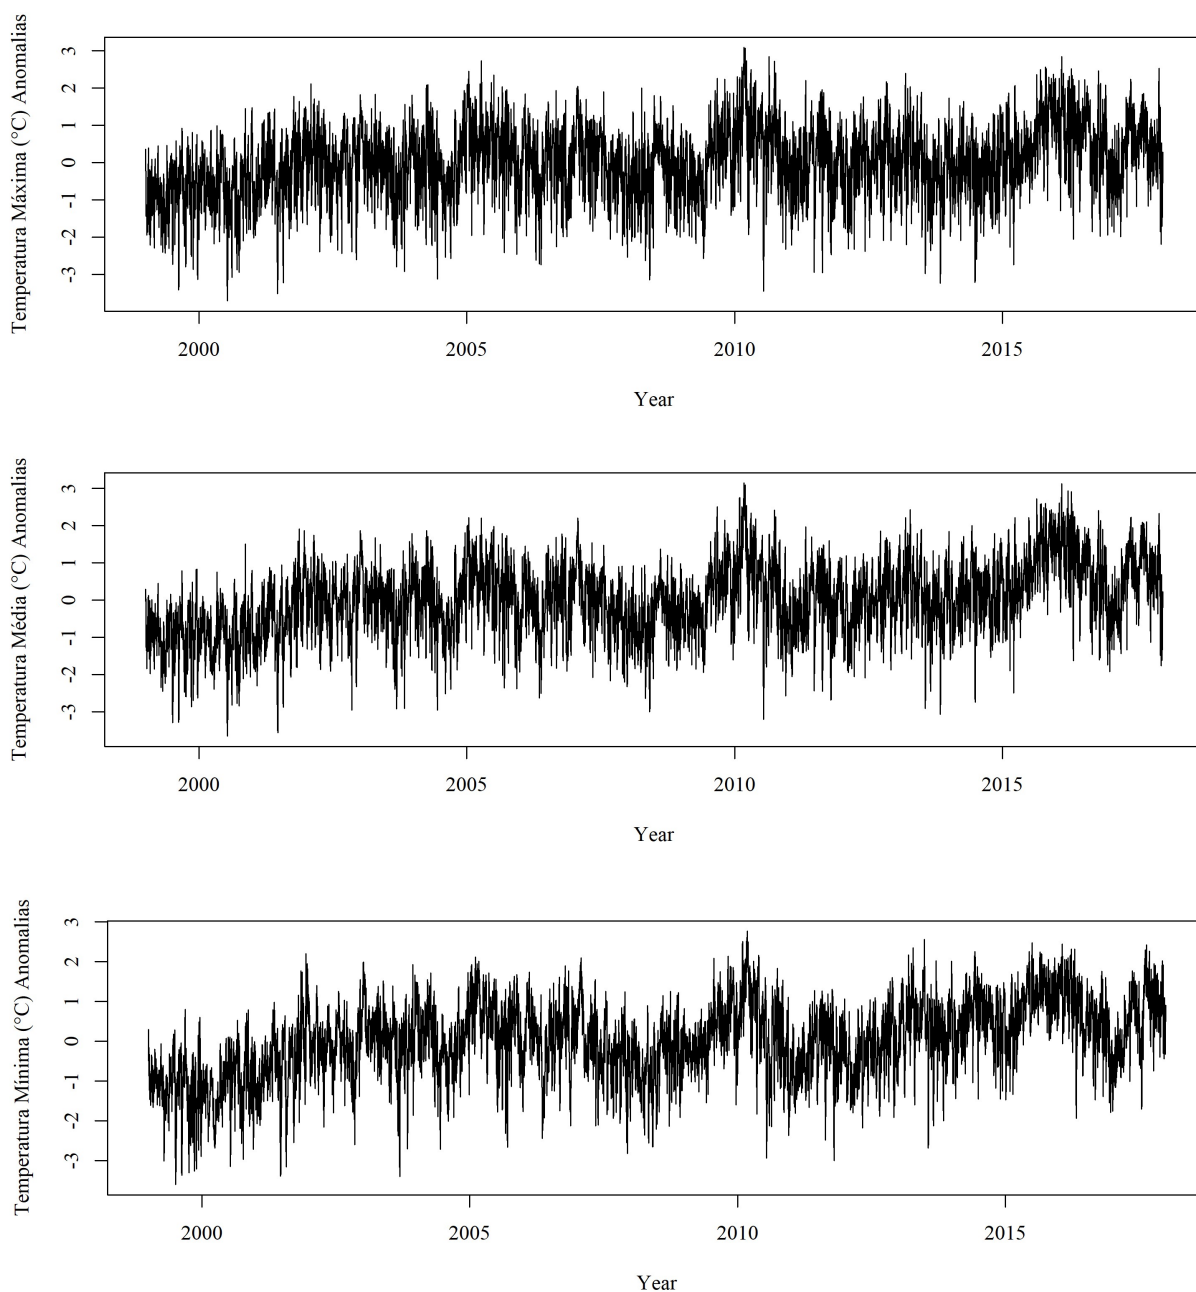 Temperatura Máxima (°C) Anomalias
3
2
1
0
-1
-2
-3
2000 2005 2010 2015
Year
Temperatura Média (°C) Anomalias
3
2
1
0
-1
-2
-3
2000 2005 2010 2015
Year
Temperatura Mínima (°C) Anomalias
3
2
1
0
-1
-2
-3
2000 2005 2010 2015
Year